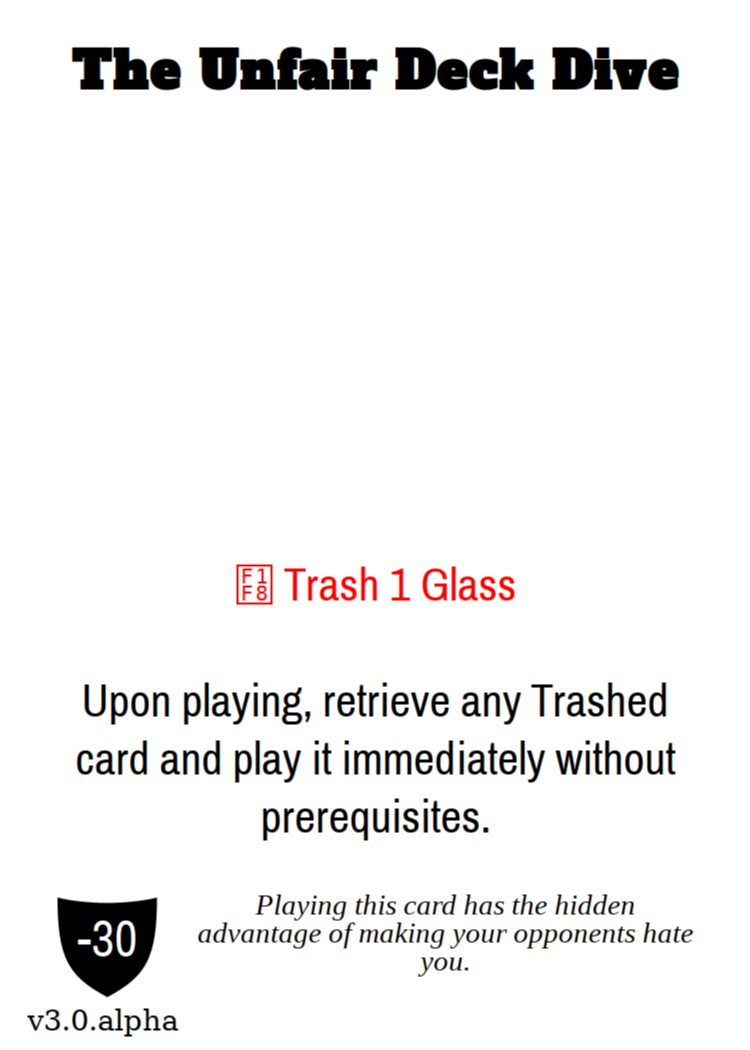 The Unfair Deck Dive
Trash 1 Glass
Upon playing, retrieve any Trashed
card and play it immediately without
prerequisites.
Playing this card has the hidden
advantage of making your opponents hate
you.
-30
v3.0.alpha